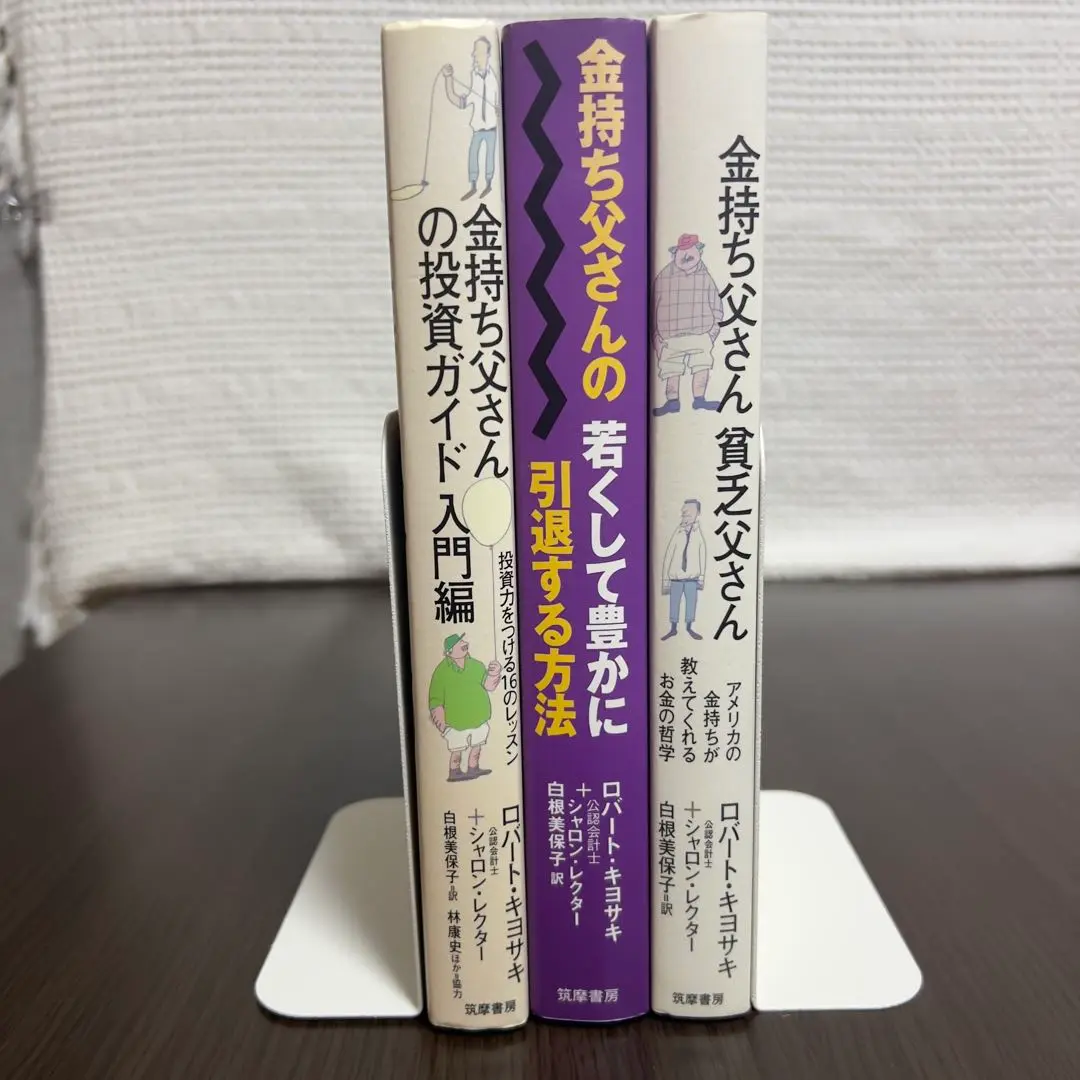 金持ち父さん
の投資ガイド 入門編
投資力をつける16のレッスン
ロバート・キヨサキ
公認会計士
+シャロン・レクター
白根美保子=訳 林康史ほか=協力
筑摩書房
金持ち父さんの
若くして豊かに
引退する方法
ロバート・キヨサキ
公認会計士
+シャロン・レクター
白根美保子 訳
筑摩書房
金持ち父さん 貧乏父さん
アメリカの
金持ちが
教えてくれる
お金の哲学
ロバート・キヨサキ
公認会計士
+シャロン・レクター
白根美保子=訳
筑摩書房